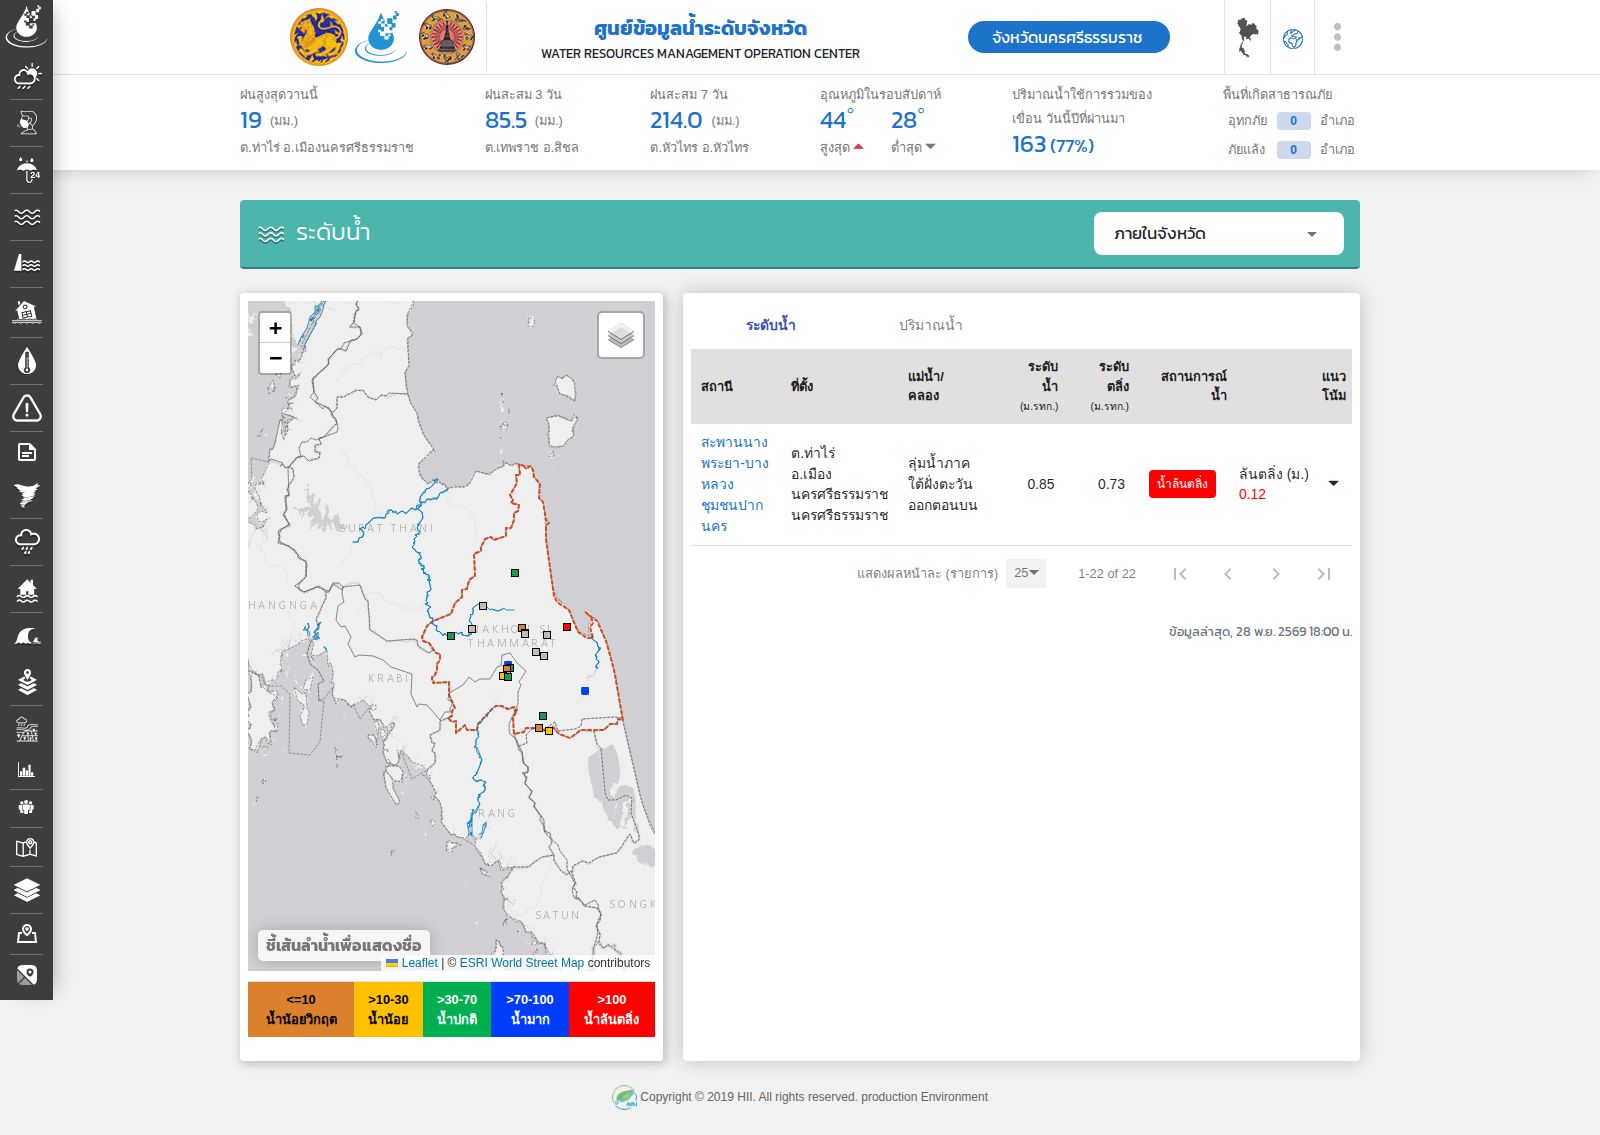 ศูนย์ข้อมูลน้ำระดับจังหวัด
WATER RESOURCES MANAGEMENT OPERATION CENTER
จังหวัดนครศรีธรรมราช
ฝนสูงสุดวานนี้
19 (มม.)
ต.ท่าไร่ อ.เมืองนครศรีธรรมราช
ฝนสะสม 3 วัน
85.5 (มม.)
ต.เทพราช อ.สิชล
ฝนสะสม 7 วัน
214.0 (มม.)
ต.หัวไทร อ.หัวไทร
อุณหภูมิในรอบสัปดาห์
44° 28°
สูงสุด ต่ำสุด
ปริมาณน้ำใช้การรวมของ
เขื่อน วันนี้ปีที่ผ่านมา
163 (77%)
พื้นที่เกิดสาธารณภัย
อุทกภัย 0 อำเภอ
ภัยแล้ง 0 อำเภอ
24
ระดับน้ำ
ภายในจังหวัด
+
−
SURAT THANI
HANGNGA
NAKHON SI
THAMMARAT
KRABI
TRANG
SATUN
SONGK
ชี้เส้นลำน้ำเพื่อแสดงชื่อ
Leaflet | © ESRI World Street Map contributors
<=10 >10-30 >30-70 >70-100 >100
น้ำน้อยวิกฤต น้ำน้อย น้ำปกติ น้ำมาก น้ำล้นตลิ่ง
ระดับน้ำ ปริมาณน้ำ
สถานี
ที่ตั้ง
แม่น้ำ/
คลอง
ระดับ
น้ำ
(ม.รทก.)
ระดับ
ตลิ่ง
(ม.รทก.)
สถานการณ์
น้ำ
แนว
โน้ม
สะพานนาง
พระยา-บาง
หลวง
ชุมชนปาก
นคร
ต.ท่าไร่
อ.เมือง
นครศรีธรรมราช
นครศรีธรรมราช
ลุ่มน้ำภาค
ใต้ฝั่งตะวัน
ออกตอนบน
0.85
0.73
น้ำล้นตลิ่ง
ล้นตลิ่ง (ม.)
0.12
แสดงผลหน้าละ (รายการ) 25 1-22 of 22
ข้อมูลล่าสุด, 28 พ.ย. 2569 18:00 น.
Copyright © 2019 HII. All rights reserved. production Environment